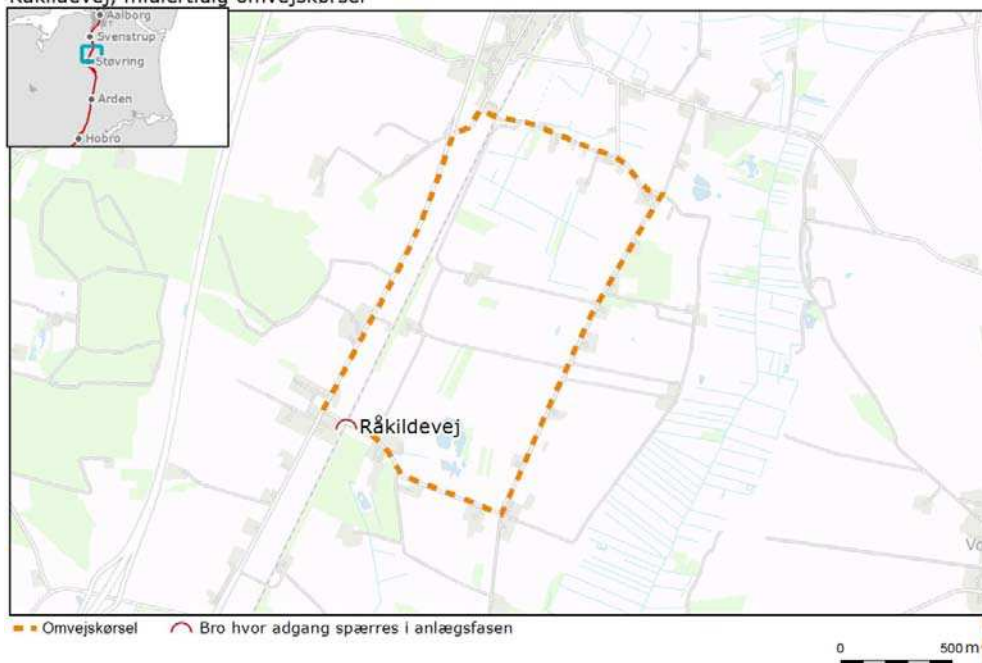 Aalborg
Svenstrup
Støvring
Arden
Hobro
Råkildevej
Omvejskørsel
Bro hvor adgang spærres i anlægsfasen
0 500 m